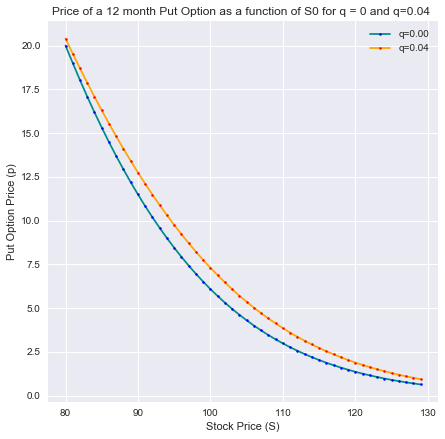 Price of a 12 month Put Option as a function of S0 for q = 0 and q=0.04
q=0.00
q=0.04
Put Option Price (p)
20.0
17.5
15.0
12.5
10.0
7.5
5.0
2.5
0.0
80 90 100 110 120 130
Stock Price (S)